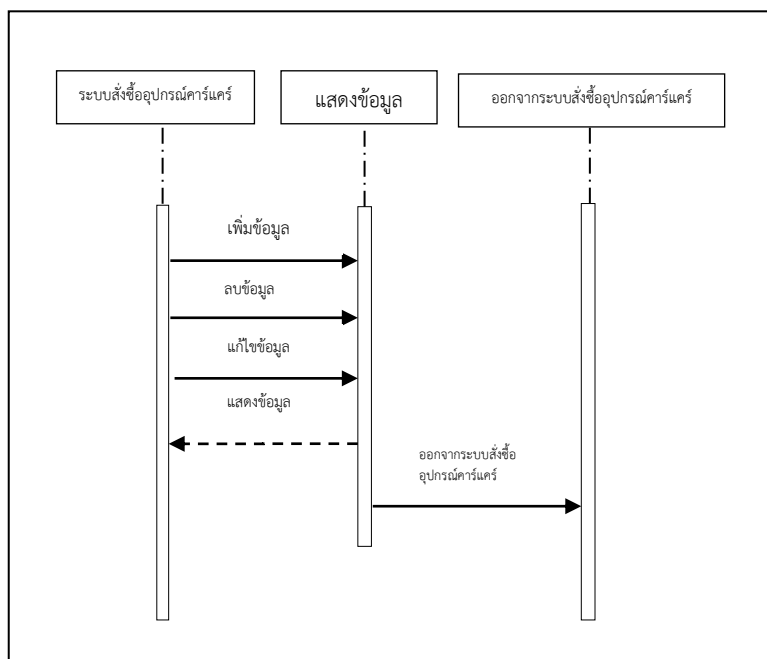 ระบบสั่งซื้ออุปกรณ์คาร์แคร์
แสดงข้อมูล
ออกจากระบบสั่งซื้ออุปกรณ์คาร์แคร์
เพิ่มข้อมูล
ลบข้อมูล
แก้ไขข้อมูล
แสดงข้อมูล
ออกจากระบบสั่งซื้อ
อุปกรณ์คาร์แคร์